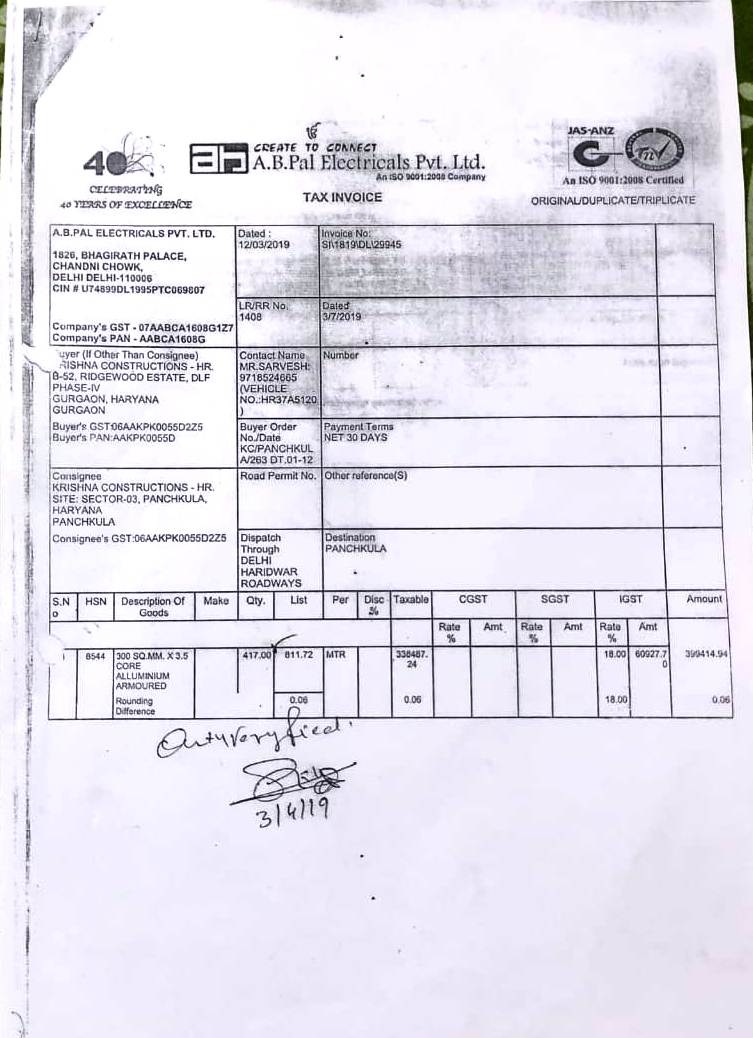 ੴ
40
CELEBRATING
40 YEARS OF EXCELLENCE
CREATE TO CONNECT
A.B.Pal Electricals Pvt. Ltd.
An ISO 9001:2008 Company
JAS-ANZ
An ISO 9001:2008 Certified
TAX INVOICE
ORIGINAL/DUPLICATE/TRIPLICATE
A.B.PAL ELECTRICALS PVT. LTD.
1826, BHAGIRATH PALACE,
CHANDNI CHOWK,
DELHI DELHI-110006
CIN # U74899DL1995PTC069807
Company's GST - 07AABCA1608G1Z7
Company's PAN - AABCA1608G
Dated :
12/03/2019
Invoice No:
SI\1819\DL\29945
LR/RR No.
1408
Dated
3/7/2019
uyer (If Other Than Consignee)
RISHNA CONSTRUCTIONS - HR.
B-52, RIDGEWOOD ESTATE, DLF
PHASE-IV
GURGAON, HARYANA
GURGAON
Contact Name
MR.SARVESH:
9718524665
(VEHICLE
NO.:HR37A5120
)
Number
Buyer's GST:06AAKPK0055D2Z5
Buyer's PAN:AAKPK0055D
Buyer Order
No./Date
KC/PANCHKUL
A/263 DT.01-12
Payment Terms
NET 30 DAYS
Consignee
KRISHNA CONSTRUCTIONS - HR.
SITE: SECTOR-03, PANCHKULA,
HARYANA
PANCHKULA
Road Permit No.
Other reference(S)
Consignee's GST:06AAKPK0055D2Z5
Dispatch
Through
DELHI
HARIDWAR
ROADWAYS
Destination
PANCHKULA
S.N
o
HSN
Description Of
Goods
Make
Qty.
List
Per
Disc
%
Taxable
CGST
SGST
IGST
Amount
Rate
%
Amt
Rate
%
Amt
Rate
%
Amt
8544
300 SQ.MM. X 3.5
CORE
ALLUMINIUM
ARMOURED
417.00
811.72
MTR
338487.
24
18.00
60927.7
0
399414.94
Rounding
Difference
0.06
0.06
18.00
0.06
Qnty Veryfied.
3/4/19